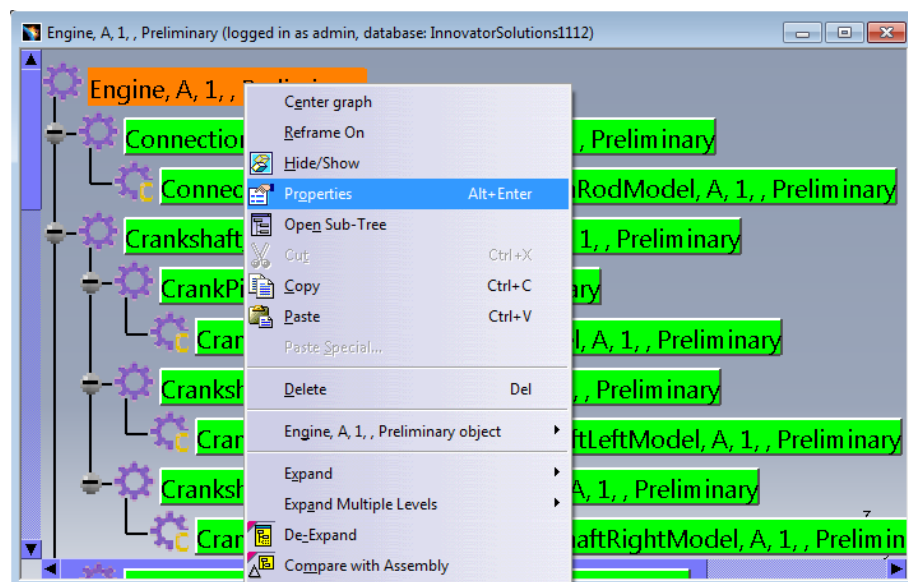 Engine, A, 1, , Preliminary (logged in as admin, database: InnovatorSolutions1112)
Engine, A, 1, ,
Center graph
Connection , Preliminary
Reframe On
Hide/Show
Connec RodModel, A, 1, , Preliminary
Properties Alt+Enter
Open Sub-Tree
Crankshaft 1, , Preliminary
Cut Ctrl+X
Copy Ctrl+C
CrankPi ary
Paste Ctrl+V
Cran l, A, 1, , Preliminary
Paste Special...
Delete Del
Cranksh , , Preliminary
Engine, A, 1, , Preliminary object
Cran ftLeftModel, A, 1, , Preliminary
Expand
Cranksh A, 1, , Preliminary
Expand Multiple Levels
De-Expand
Cran aftRightModel, A, 1, , Prelimin
Compare with Assembly